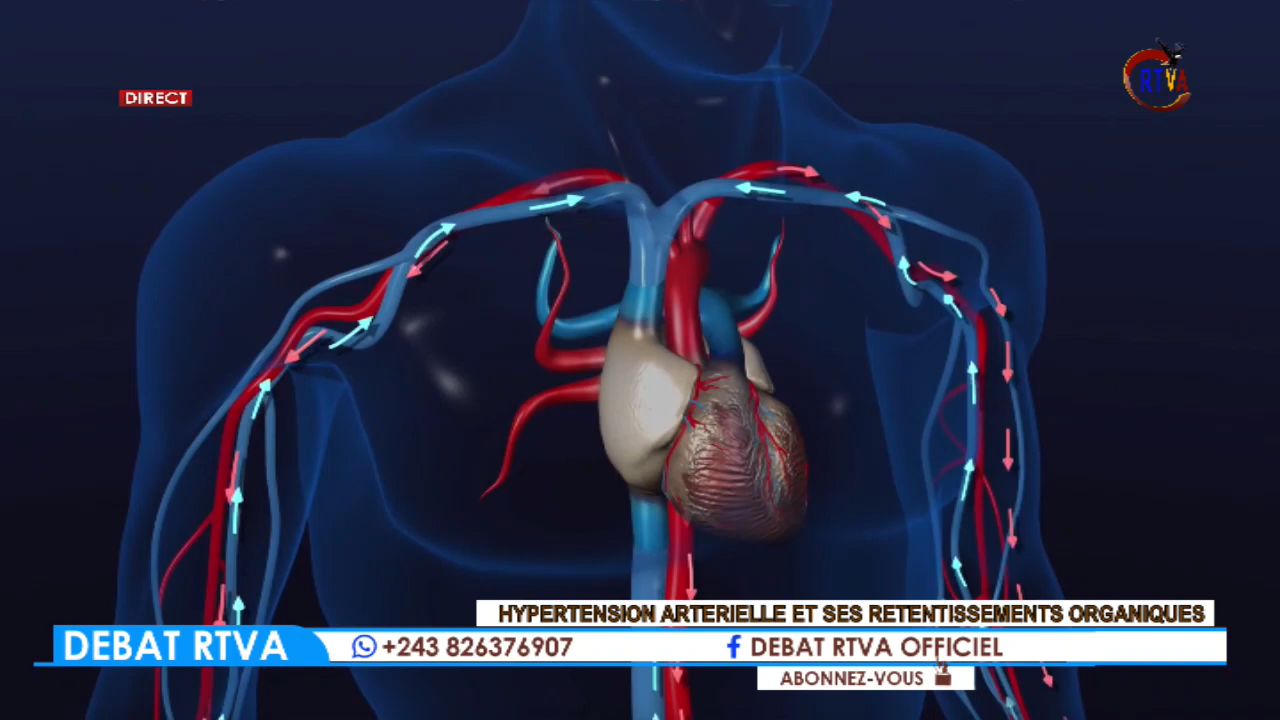 DIRECT
RTVA
HYPERTENSION ARTERIELLE ET SES RETENTISSEMENTS ORGANIQUES
DEBAT RTVA
+243 826376907
DEBAT RTVA OFFICIEL
ABONNEZ-VOUS